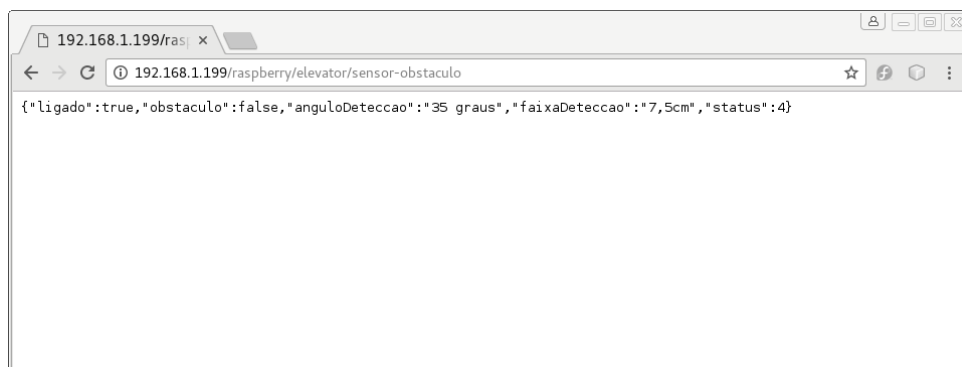 192.168.1.199/ras
192.168.1.199/raspberry/elevator/sensor-obstaculo
{"ligado":true,"obstaculo":false,"anguloDeteccao":"35 graus","faixaDeteccao":"7,5cm","status":4}